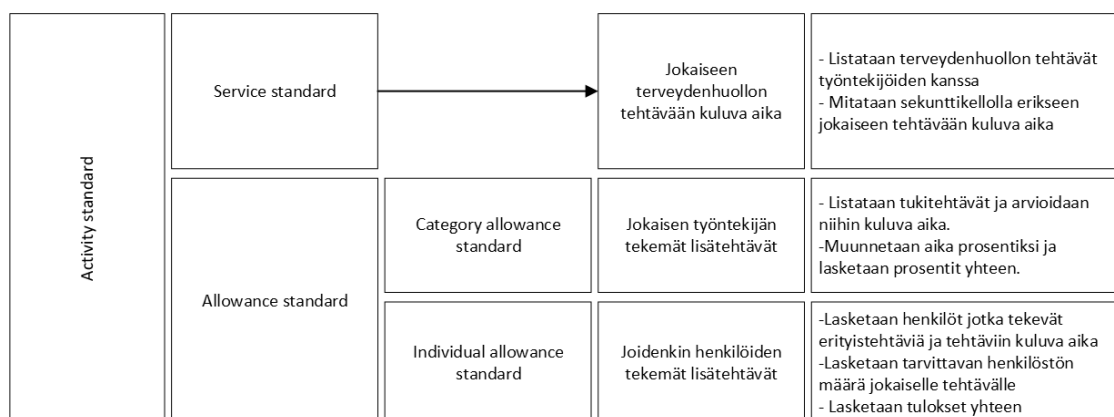 Activity standard
Service standard
Jokaiseen
terveydenhuollon
tehtävään kuluva aika
- Listataan terveydenhuollon tehtävät
työntekijöiden kanssa
- Mitataan sekunttikellolla erikseen
jokaiseen tehtävään kuluva aika
Allowance standard
Category allowance
standard
Jokaisen työntekijän
tekemät lisätehtävät
- Listataan tukitehtävät ja arvioidaan
niihin kuluva aika.
-Muunnetaan aika prosentiksi ja
lasketaan prosentit yhteen.
Individual allowance
standard
Joidenkin henkilöiden
tekemät lisätehtävät
-Lasketaan henkilöt jotka tekevät
erityistehtäviä ja tehtäviin kuluva aika
-Lasketaan tarvittavan henkilöstön
määrä jokaiselle tehtävälle
- Lasketaan tulokset yhteen